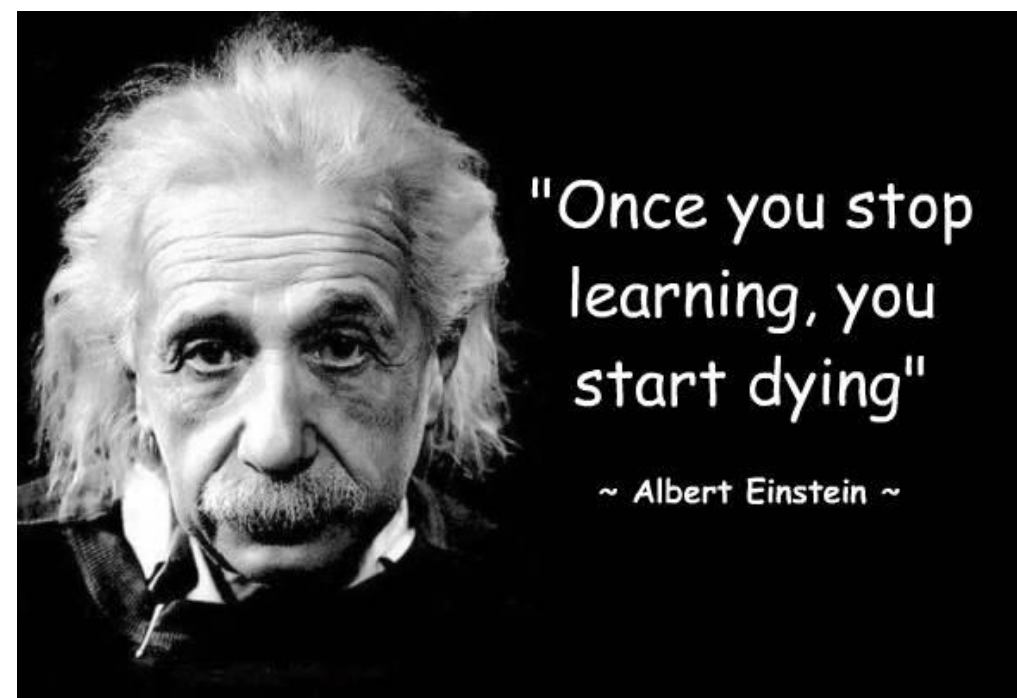 "Once you stop
learning, you
start dying"
~ Albert Einstein ~